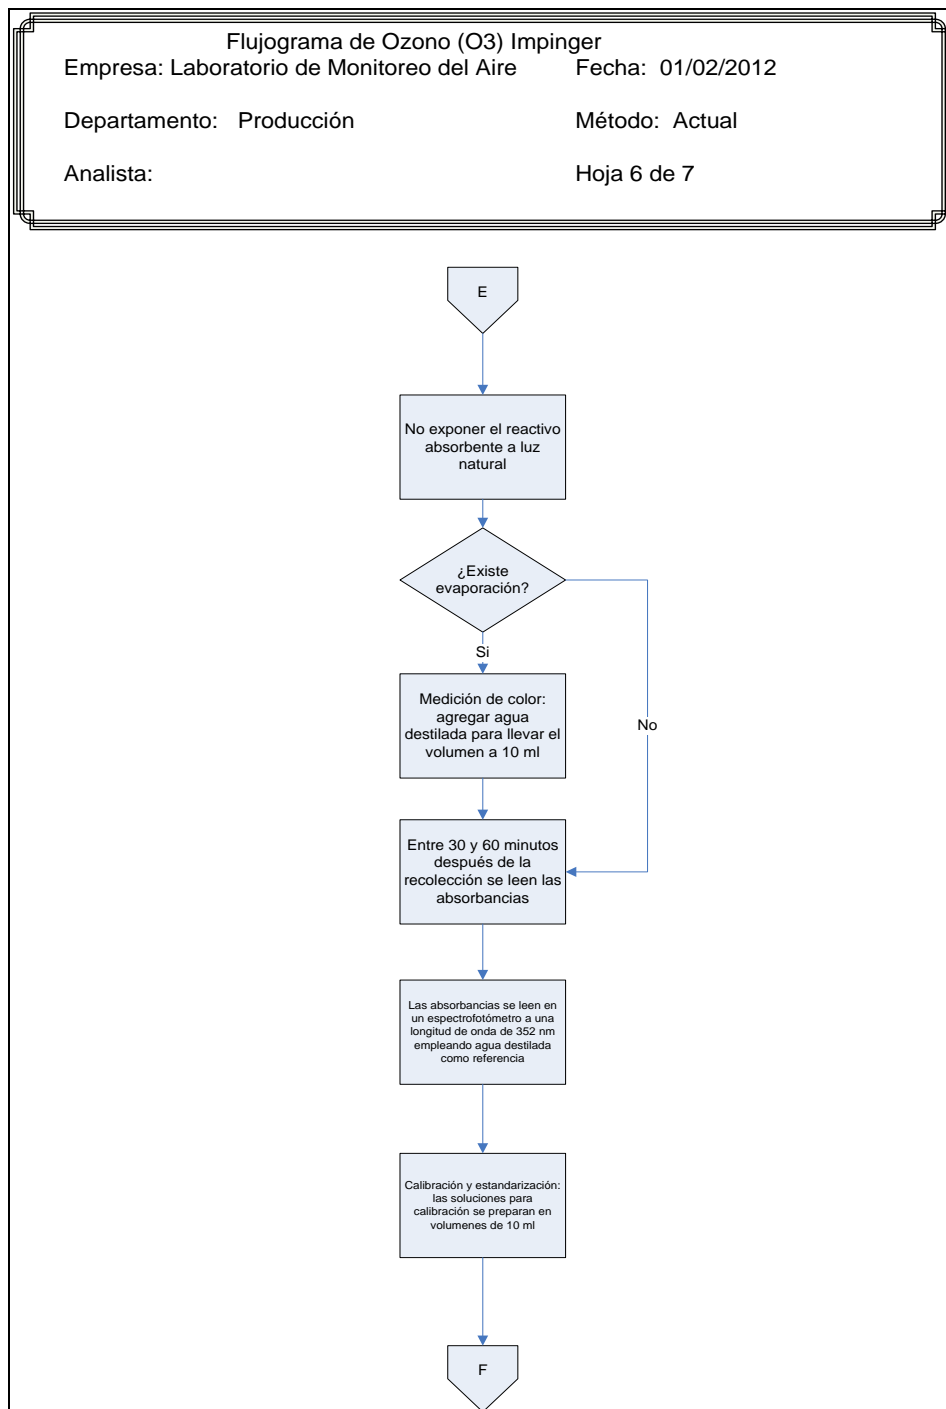 Flujograma de Ozono (O3) Impinger
Empresa: Laboratorio de Monitoreo del Aire Fecha: 01/02/2012
Departamento: Producción Método: Actual
Analista: Hoja 6 de 7
E
No exponer el reactivo
absorbente a luz
natural
¿Existe
evaporación?
Si
Medición de color:
agregar agua
destilada para llevar el
volumen a 10 ml
No
Entre 30 y 60 minutos
después de la
recolección se leen las
absorbancias
Las absorbancias se leen en
un espectrofotómetro a una
longitud de onda de 352 nm
empleando agua destilada
como referencia
Calibración y estandarización:
las soluciones para
calibración se preparan en
volumenes de 10 ml
F